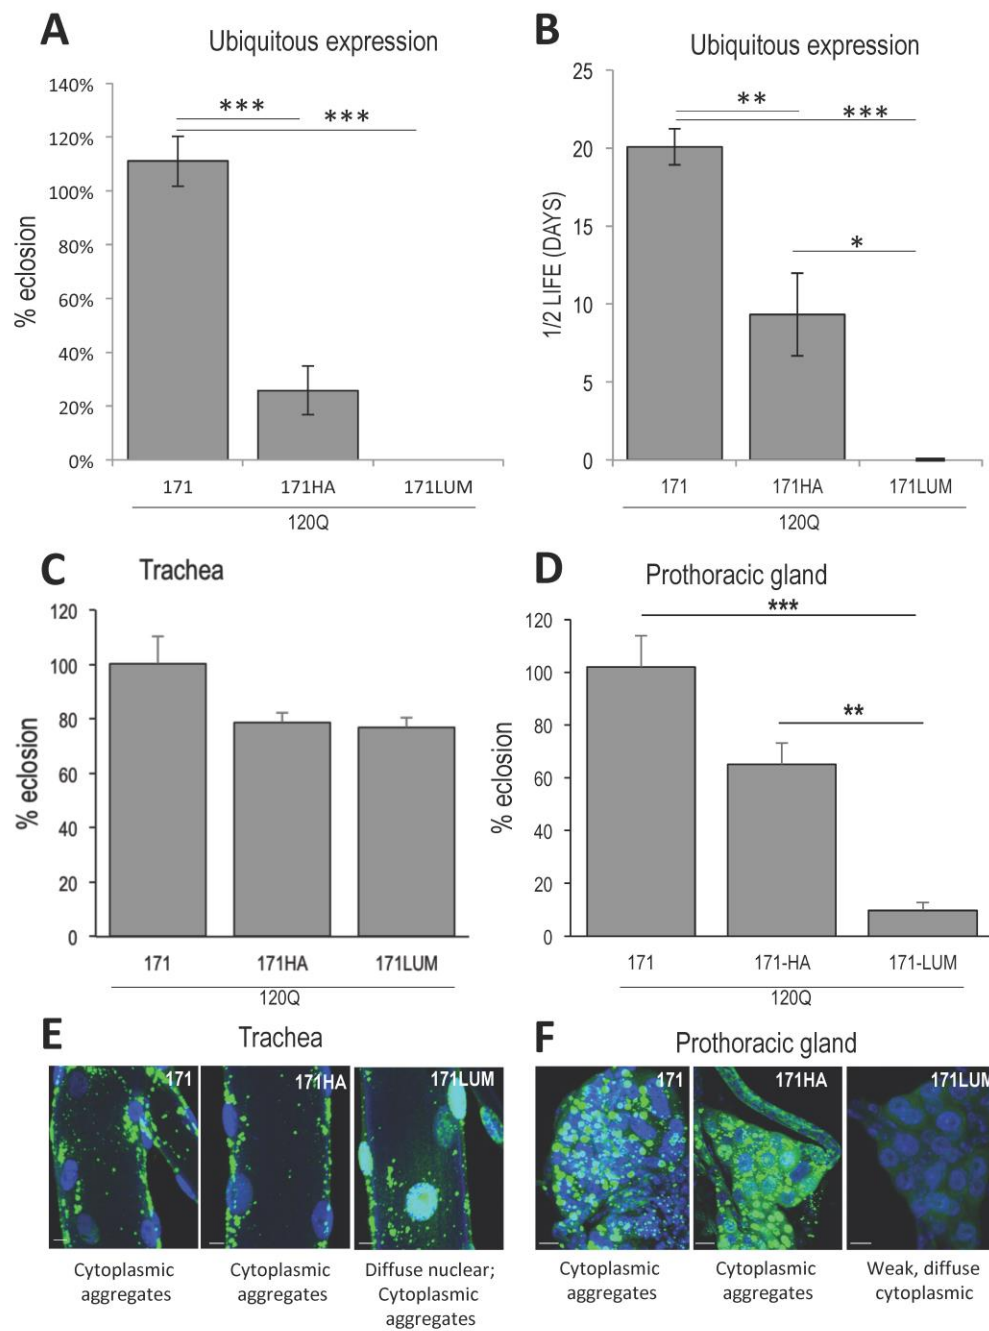 A
Ubiquitous expression
140%
120%
100%
80%
60%
40%
20%
0%
% eclosion
***
***
171
171HA
171LUM
120Q
B
Ubiquitous expression
25
20
15
10
5
0
1/2 LIFE (DAYS)
**
***
*
171
171HA
171LUM
120Q
C
Trachea
120
100
80
60
40
20
0
% eclosion
171
171HA
171LUM
120Q
D
Prothoracic gland
120
100
80
60
40
20
0
% eclosion
***
**
171
171-HA
171-LUM
120Q
E
Trachea
171
171HA
171LUM
Cytoplasmic
aggregates
Cytoplasmic
aggregates
Diffuse nuclear;
Cytoplasmic
aggregates
F
Prothoracic gland
171
171HA
171LUM
Cytoplasmic
aggregates
Cytoplasmic
aggregates
Weak, diffuse
cytoplasmic